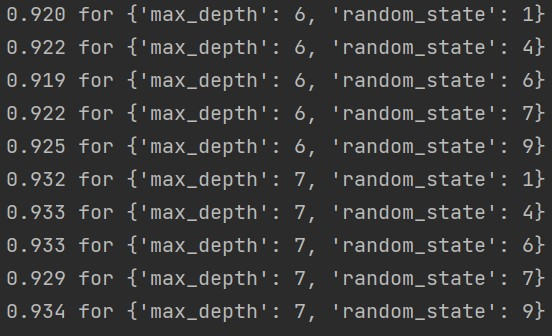 0.920 for {'max_depth': 6, 'random_state': 1}
0.922 for {'max_depth': 6, 'random_state': 4}
0.919 for {'max_depth': 6, 'random_state': 6}
0.922 for {'max_depth': 6, 'random_state': 7}
0.925 for {'max_depth': 6, 'random_state': 9}
0.932 for {'max_depth': 7, 'random_state': 1}
0.933 for {'max_depth': 7, 'random_state': 4}
0.933 for {'max_depth': 7, 'random_state': 6}
0.929 for {'max_depth': 7, 'random_state': 7}
0.934 for {'max_depth': 7, 'random_state': 9}